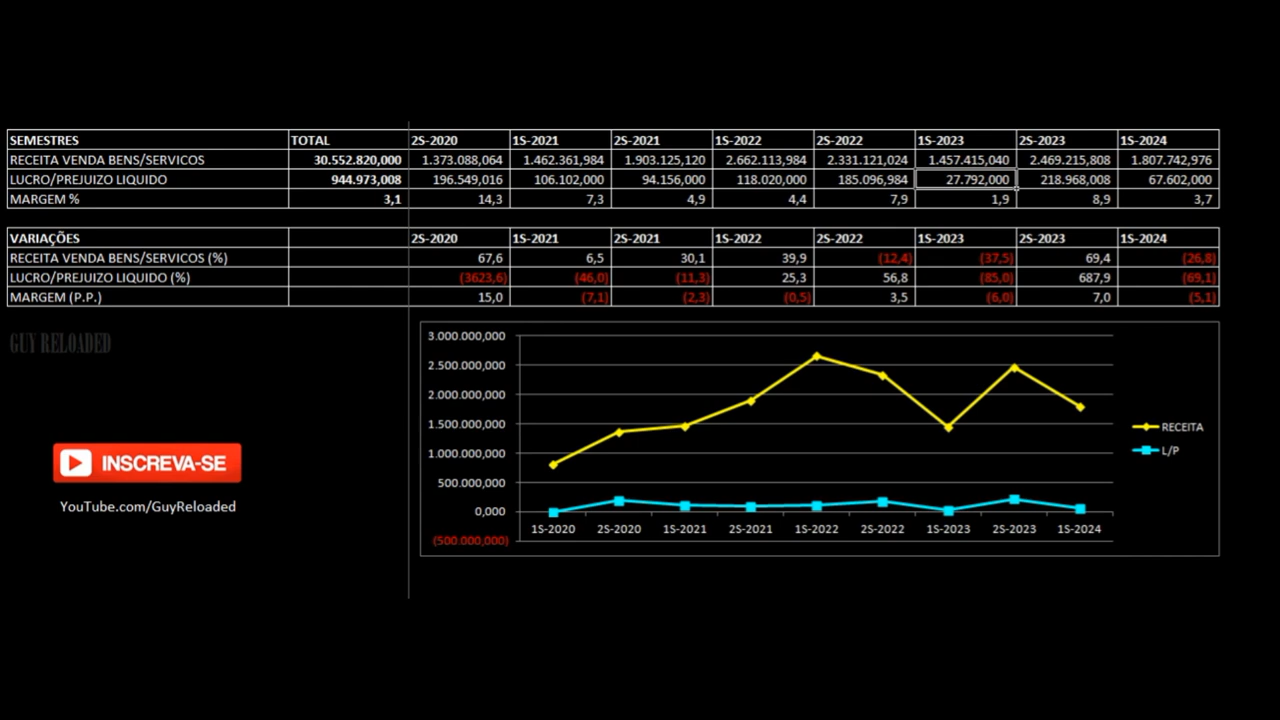 SEMESTRES TOTAL 2S-2020 1S-2021 2S-2021 1S-2022 2S-2022 1S-2023 2S-2023 1S-2024
RECEITA VENDA BENS/SERVICOS 30.552.820,000 1.373.088,064 1.462.361,984 1.903.125,120 2.662.113,984 2.331.121,024 1.457.415,040 2.469.215,808 1.807.742,976
LUCRO/PREJUIZO LIQUIDO 944.973,008 196.549,016 106.102,000 94.156,000 118.020,000 185.096,984 27.792,000 218.968,008 67.602,000
MARGEM % 3,1 14,3 7,3 4,9 4,4 7,9 1,9 8,9 3,7
VARIAÇÕES 2S-2020 1S-2021 2S-2021 1S-2022 2S-2022 1S-2023 2S-2023 1S-2024
RECEITA VENDA BENS/SERVICOS (%) 67,6 6,5 30,1 39,9 (12,4) (37,5) 69,4 (26,8)
LUCRO/PREJUIZO LIQUIDO (%) (3623,6) (46,0) (11,3) 25,3 56,8 (85,0) 687,9 (69,1)
MARGEM (P.P.) 15,0 (7,1) (2,3) (0,5) 3,5 (6,0) 7,0 (5,1)
GUY RELOADED
INSCREVA-SE
YouTube.com/GuyReloaded
3.000.000,000
2.500.000,000
2.000.000,000
1.500.000,000
1.000.000,000
500.000,000
0,000
(500.000,000)
1S-2020 2S-2020 1S-2021 2S-2021 1S-2022 2S-2022 1S-2023 2S-2023 1S-2024
RECEITA
L/P